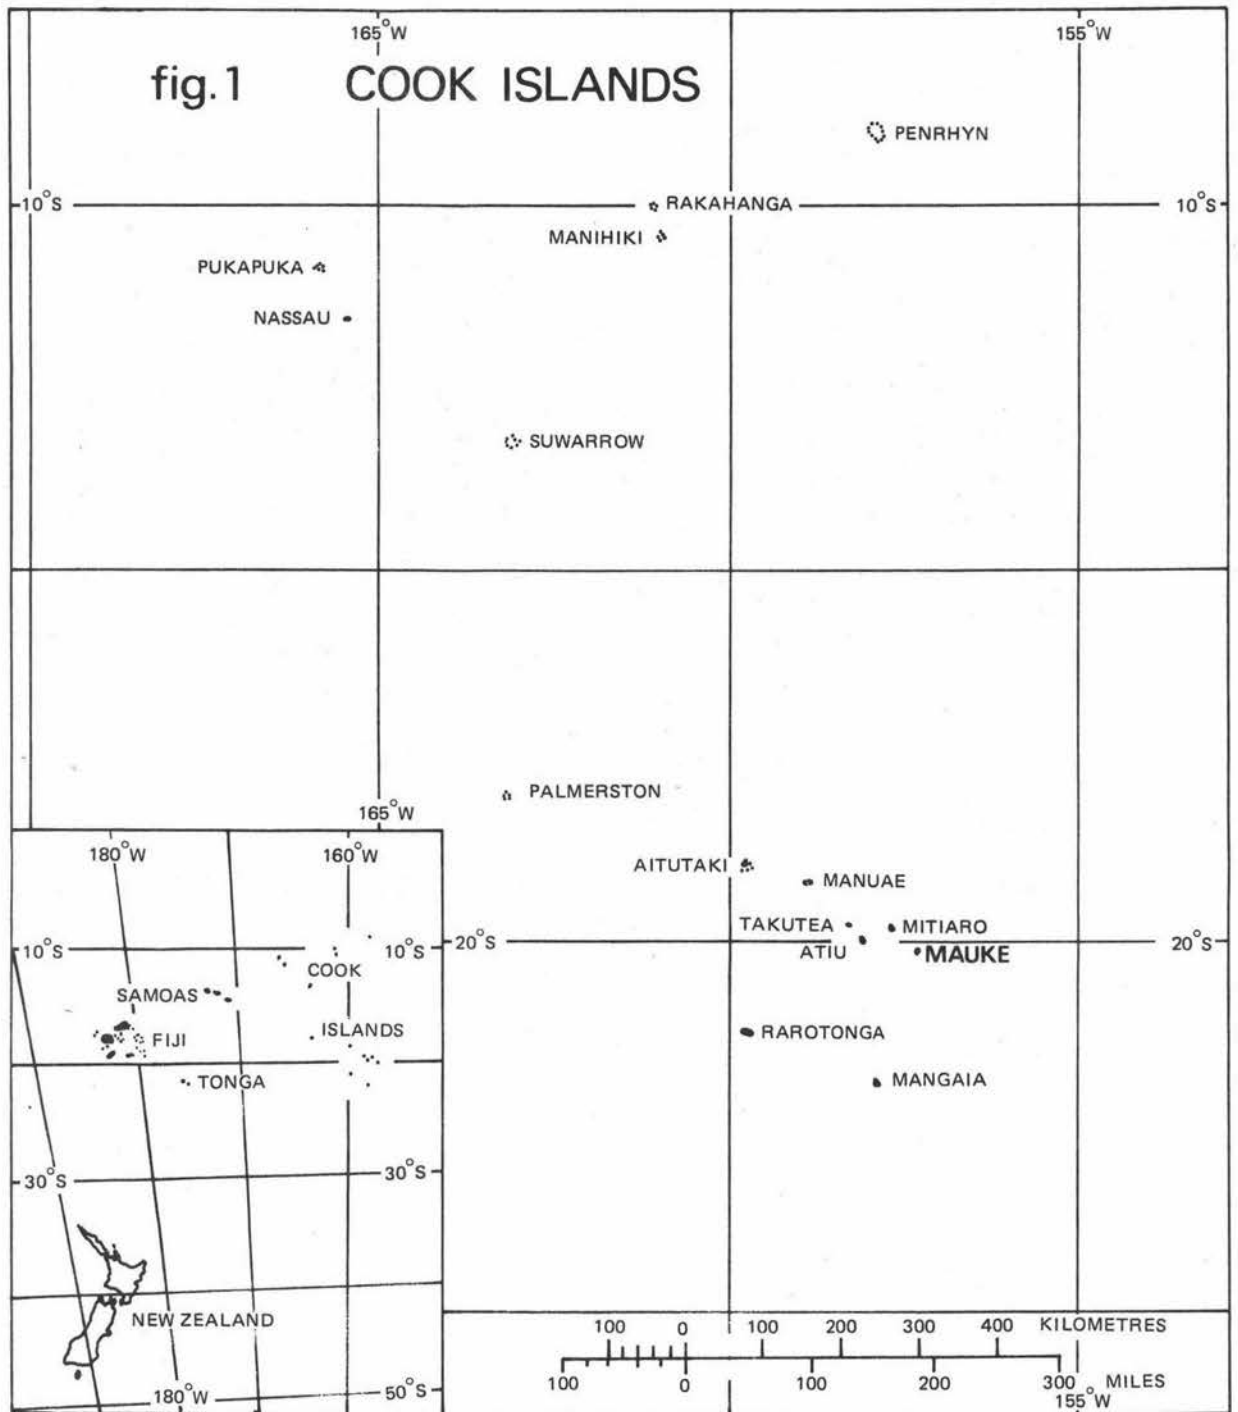 165°W 155°W
fig.1 COOK ISLANDS
PENRHYN
10°S RAKAHANGA 10°S
MANIHIKI
PUKAPUKA
NASSAU
SUWARROW
PALMERSTON
165°W
180°W 160°W
AITUTAKI
MANUAE
TAKUTEA MITIARO
10°S 10°S 20°S 20°S
ATIU MAUKE
COOK
SAMOAS
ISLANDS
RAROTONGA
FIJI
TONGA MANGAIA
30°S 30°S
NEW ZEALAND
100 0 100 200 300 400 KILOMETRES
100 0 100 200 300 MILES
180°W 50°S 155°W